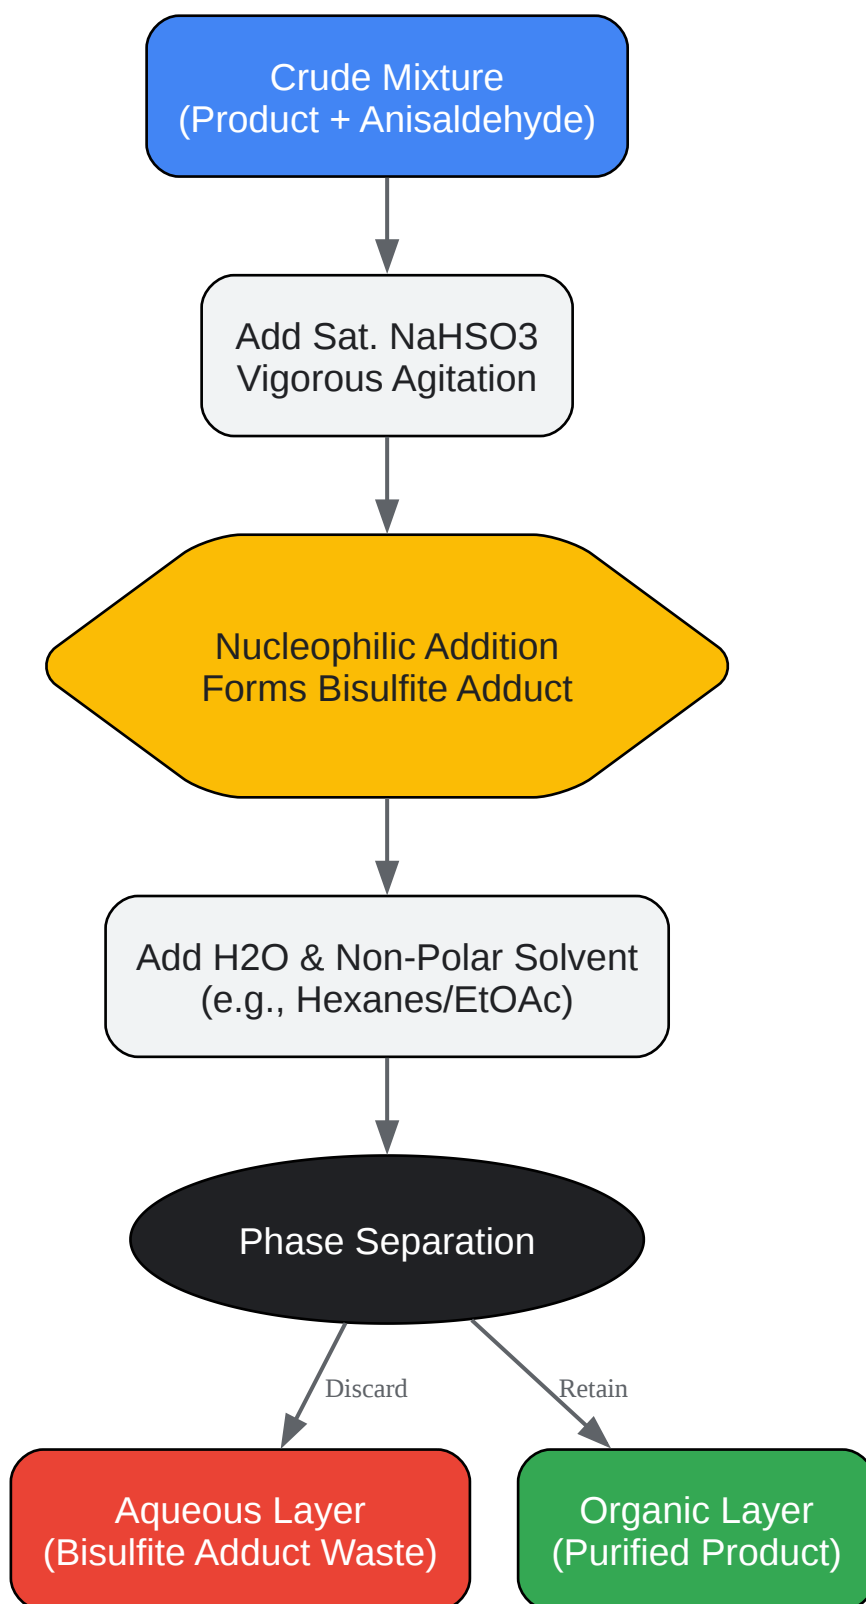 Crude Mixture
(Product + Anisaldehyde)
Add Sat. NaHSO3
Vigorous Agitation
Nucleophilic Addition
Forms Bisulfite Adduct
Add H2O & Non-Polar Solvent
(e.g., Hexanes/EtOAc)
Phase Separation
Discard
Retain
Aqueous Layer
(Bisulfite Adduct Waste)
Organic Layer
(Purified Product)